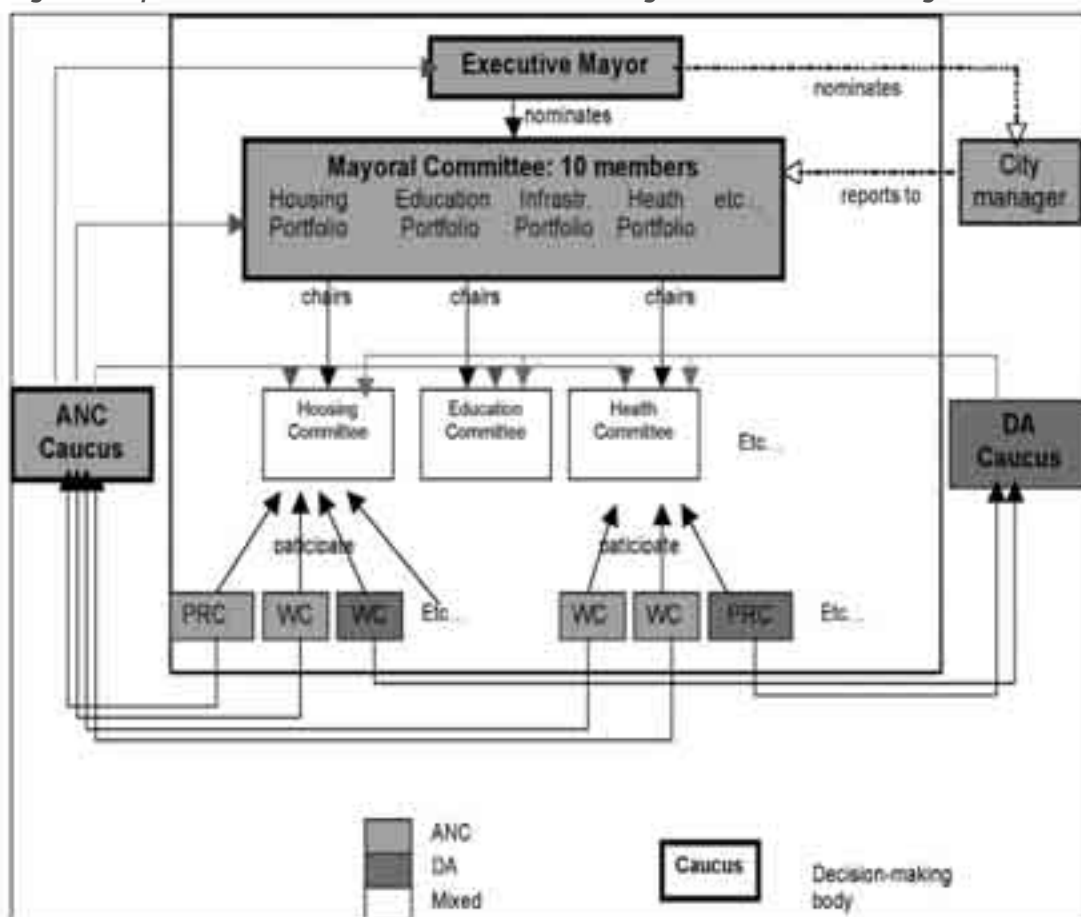 Executive Mayor
nominates
nominates
Mayoral Committee: 10 members
Housing Portfolio
Education Portfolio
Infrastr. Portfolio
Heath Portfolio
etc...
reports to
City manager
chairs
chairs
chairs
ANC Caucus
Housing Committee
Education Committee
Health Committee
Etc...
DA Caucus
paticipate
paticipate
PRC
WC
WC
Etc...
WC
WC
PRC
Etc...
ANC
DA
Mixed
Caucus
Decision-making body